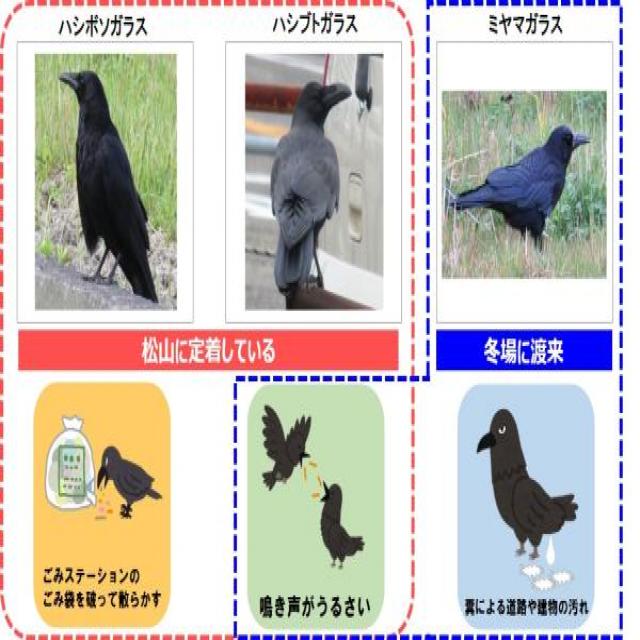 ハシボソガラス
ハシブトガラス
ミヤマガラス
松山に定着している
冬場に渡来
ごみステーションの
ごみ袋を破って散らかす
鳴き声がうるさい
糞による道路や建物の汚れ